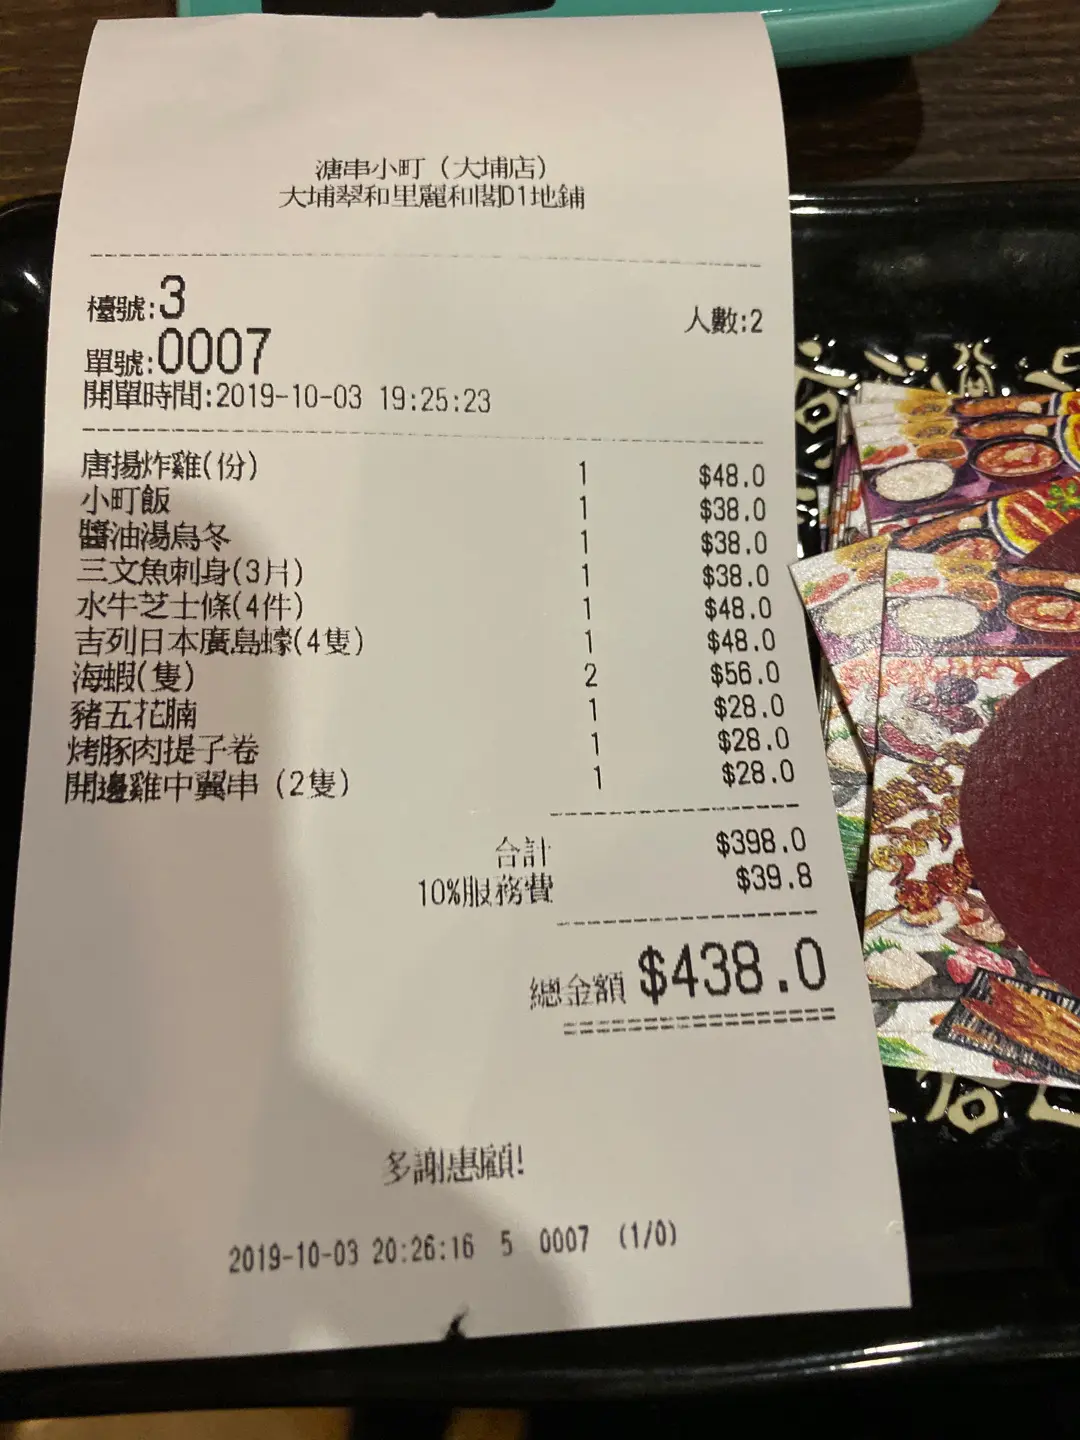 溏串小町（大埔店）
大埔翠和里麗和閣D1地鋪
檯號:3
人數:2
單號:0007
開單時間:2019-10-03 19:25:23
唐揚炸雞(份) 1 $48.0
小町飯 1 $38.0
醬油湯烏冬 1 $38.0
三文魚刺身(3片) 1 $38.0
水牛芝士條(4件) 1 $48.0
吉列日本廣島蠔(4隻) 1 $48.0
海蝦(隻) 2 $56.0
豬五花腩 1 $28.0
烤豚肉提子卷 1 $28.0
開邊雞中翼串（2隻） 1 $28.0
合計 $398.0
10%服務費 $39.8
總金額 $438.0
多謝惠顧!
2019-10-03 20:26:16 5 0007 (1/0)